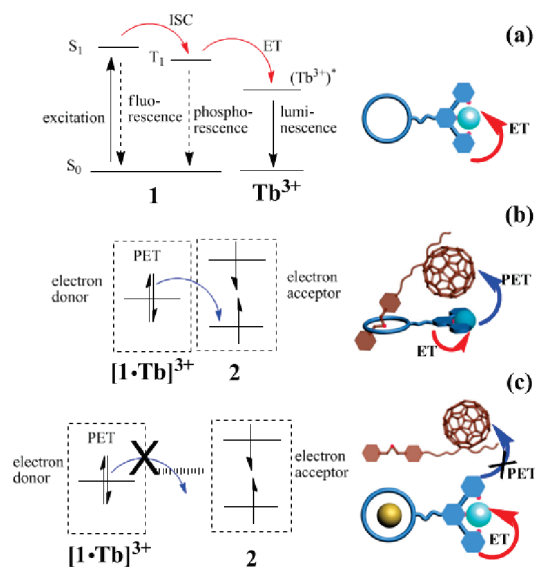 (a)
ISC
ET
S1
T1
(Tb3+)*
excitation
fluo-
rescence
phospho-
rescence
lumi-
nescence
S0
1
Tb3+
ET
(b)
PET
electron
donor
electron
acceptor
[1•Tb]3+
2
PET
ET
(c)
PET
electron
donor
X
electron
acceptor
[1•Tb]3+
2
PET
ET